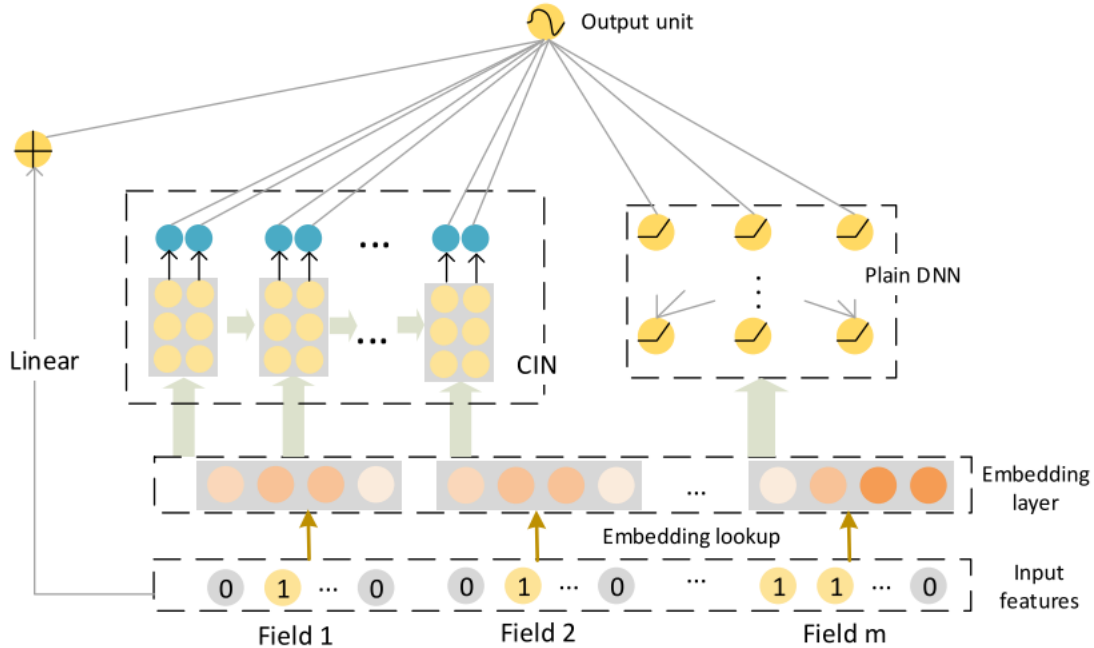 Output unit
...
Plain DNN
Linear
...
CIN
...
Embedding
layer
Embedding lookup
0 1 ... 0
0 1 ... 0
...
1 1 ... 0
Input
features
Field 1
Field 2
Field m